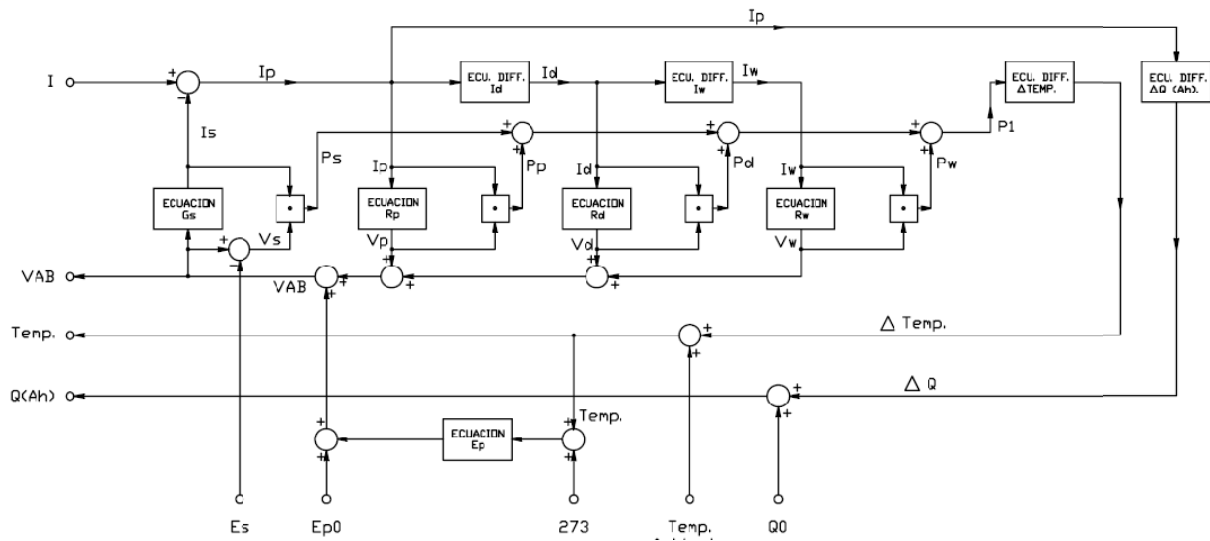 Ip
I
+
-
Ip
ECU. DIFF.
Id
Id
ECU. DIFF.
Iw
Iw
ECU. DIFF.
ΔTEMP.
ECU. DIFF.
ΔQ (Ah).
Is
Ps
+
+
+
+
+
+
P1
Ip
Pp
Id
Pd
Iw
Pw
ECUACION
Gs
ECUACION
Rp
ECUACION
Rd
ECUACION
Rw
+
-
Vs
Vp
Vd
Vw
VAB
VAB
+
+
+
+
+
+
Temp.
+
+
Δ Temp.
Q(Ah)
+
+
Δ Q
+
+
ECUACION
Ep
Temp.
+
+
Es
Ep0
273
Temp.
Q0